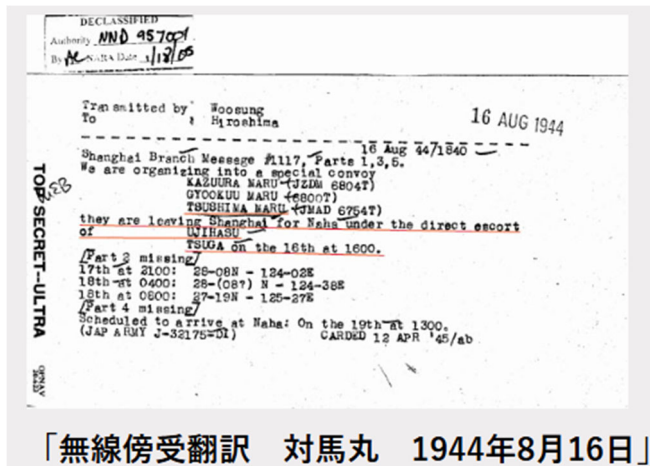 DECLASSIFIED
Authority NND 957001
By AC NARA Date 1/18/05
Transmitted by: Woosung
To : Hiroshima
16 AUG 1944
16 Aug 44/1840
Shanghai Branch Message #1117, Parts 1,3,5.
We are organizing into a special convoy
KAZUURA MARU (JZDM 6804T)
GYOOKUU MARU (6800T)
TSUSHIMA MARU (JMAD 6754T)
they are leaving Shanghai for Naha under the direct escort
of UJIHASU
TSUGA on the 16th at 1600.
[Part 2 missing]
17th at 2100: 28-08N - 124-02E
18th at 0400: 28-(08?) N - 124-38E
18th at 0800: 27-19N - 125-27E
[Part 4 missing]
Scheduled to arrive at Naha: On the 19th at 1300.
(JAP ARMY J-32175-DI) CARDED 12 APR '45/ab
TOP SECRET--ULTRA
WEB
OPNAV
「無線傍受翻訳 対馬丸 1944年8月16日」